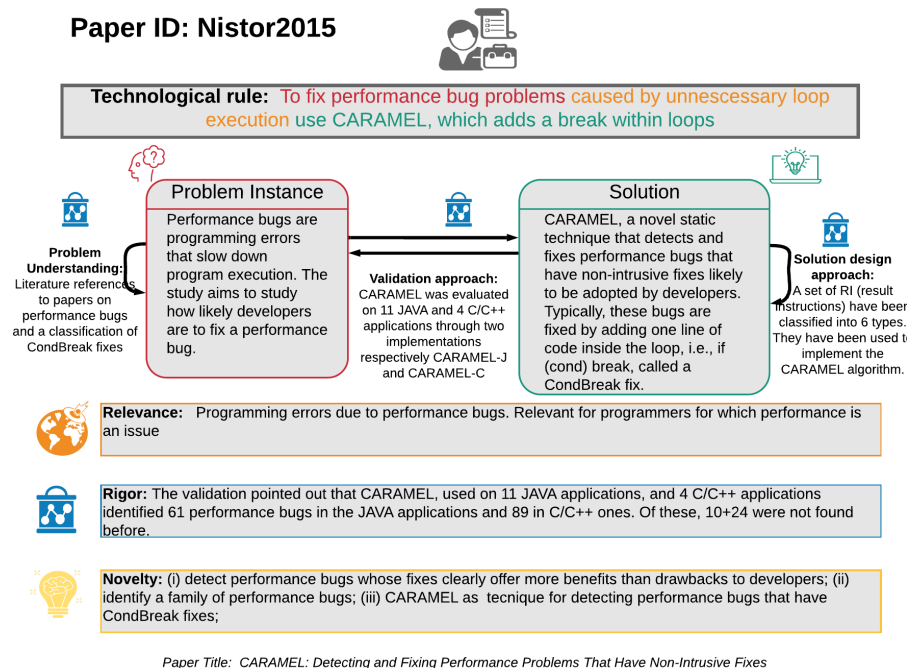 Paper ID: Nistor2015
Technological rule: To fix performance bug problems caused by unnescessary loop
execution use CARAMEL, which adds a break within loops
Problem Instance
Performance bugs are
programming errors
that slow down
program execution. The
study aims to study
how likely developers
are to fix a performance
bug.
Solution
CARAMEL, a novel static
technique that detects and
fixes performance bugs that
have non-intrusive fixes likely
to be adopted by developers.
Typically, these bugs are
fixed by adding one line of
code inside the loop, i.e., if
(cond) break, called a
CondBreak fix.
Problem
Understanding:
Literature references
to papers on
performance bugs
and a classification of
CondBreak fixes
Validation approach:
CARAMEL was evaluated
on 11 JAVA and 4 C/C++
applications through two
implementations
respectively CARAMEL-J
and CARAMEL-C
Solution design
approach:
A set of RI (result
instructions) have been
classified into 6 types.
They have been used to
implement the
CARAMEL algorithm.
Relevance: Programming errors due to performance bugs. Relevant for programmers for which performance is
an issue
Rigor: The validation pointed out that CARAMEL, used on 11 JAVA applications, and 4 C/C++ applications
identified 61 performance bugs in the JAVA applications and 89 in C/C++ ones. Of these, 10+24 were not found
before.
Novelty: (i) detect performance bugs whose fixes clearly offer more benefits than drawbacks to developers; (ii)
identify a family of performance bugs; (iii) CARAMEL as tecnique for detecting performance bugs that have
CondBreak fixes;
Paper Title: CARAMEL: Detecting and Fixing Performance Problems That Have Non-Intrusive Fixes